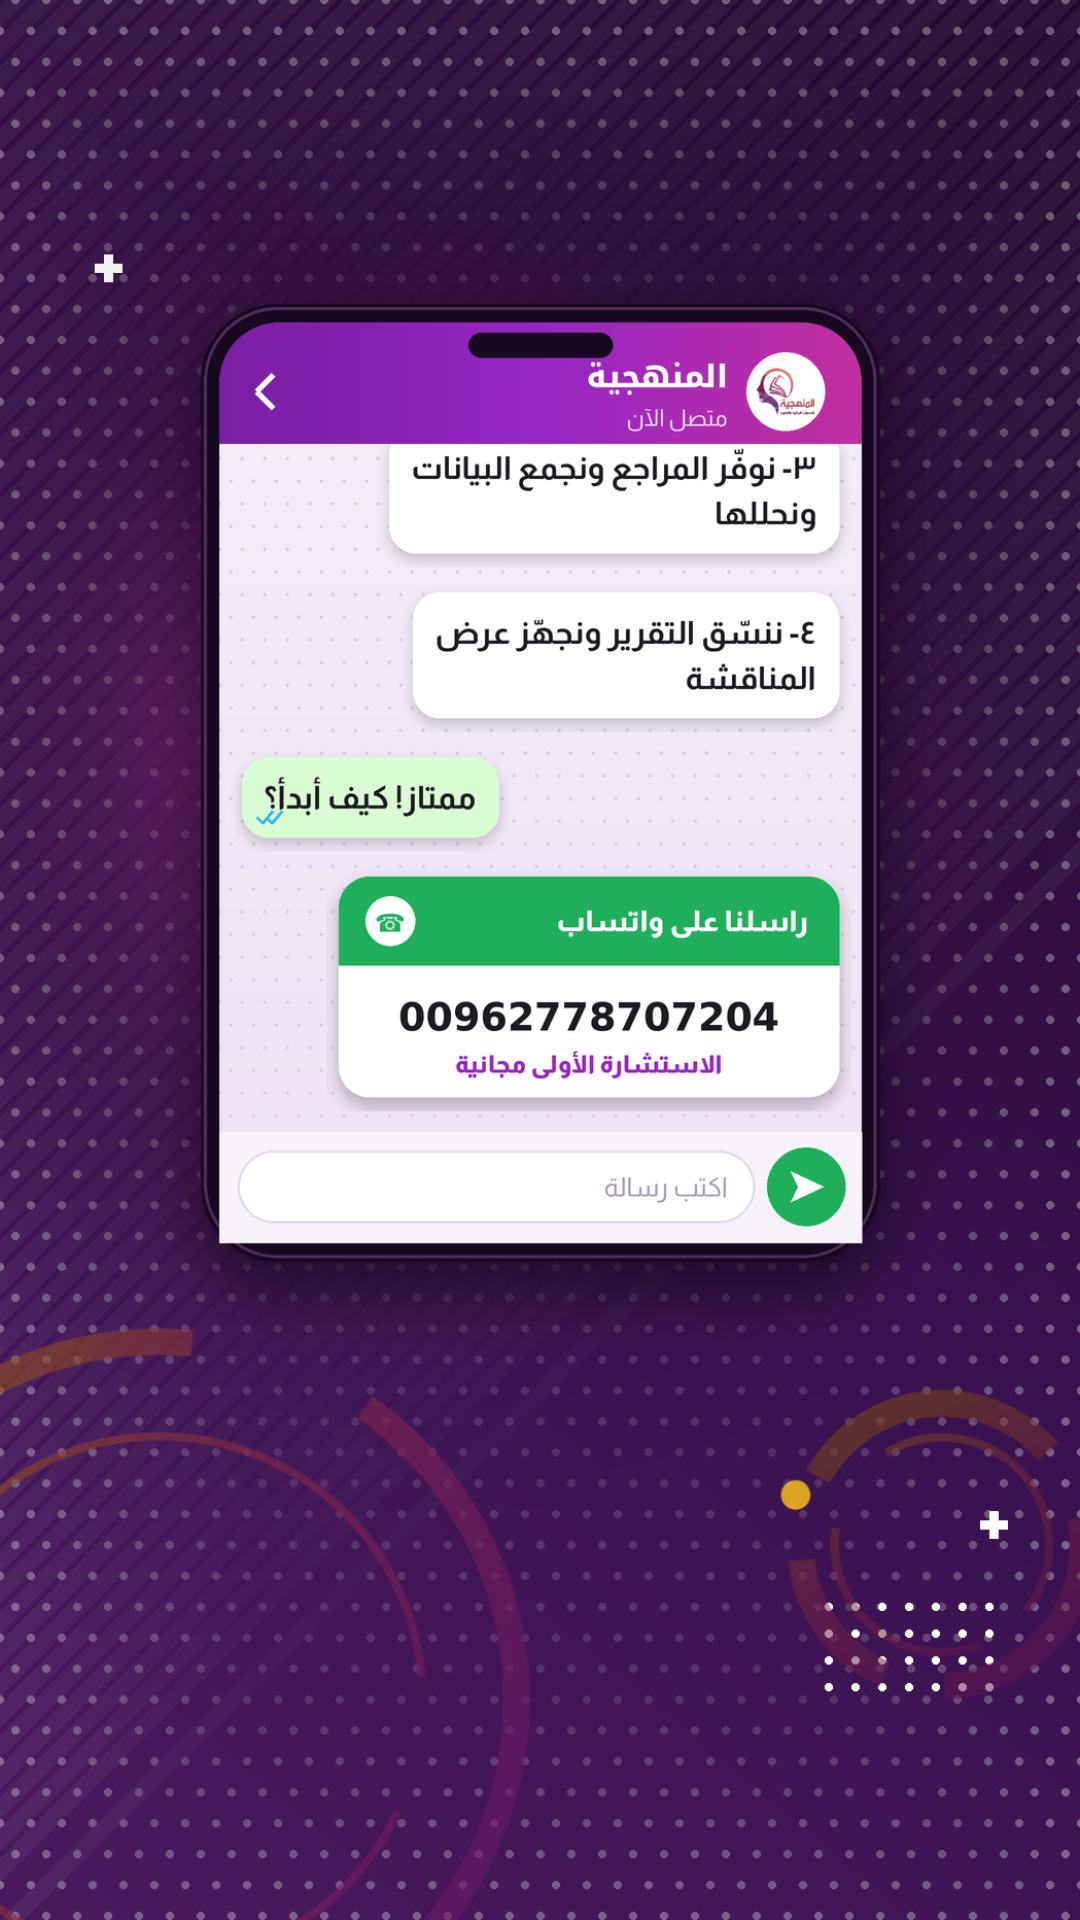 المنهجية
متصل الآن
المنهجية
٣- نوفّر المراجع ونجمع البيانات
ونحللها
٤- ننسّق التقرير ونجهّز عرض
المناقشة
ممتاز! كيف أبدأ؟
راسلنا على واتساب
00962778707204
الاستشارة الأولى مجانية
اكتب رسالة